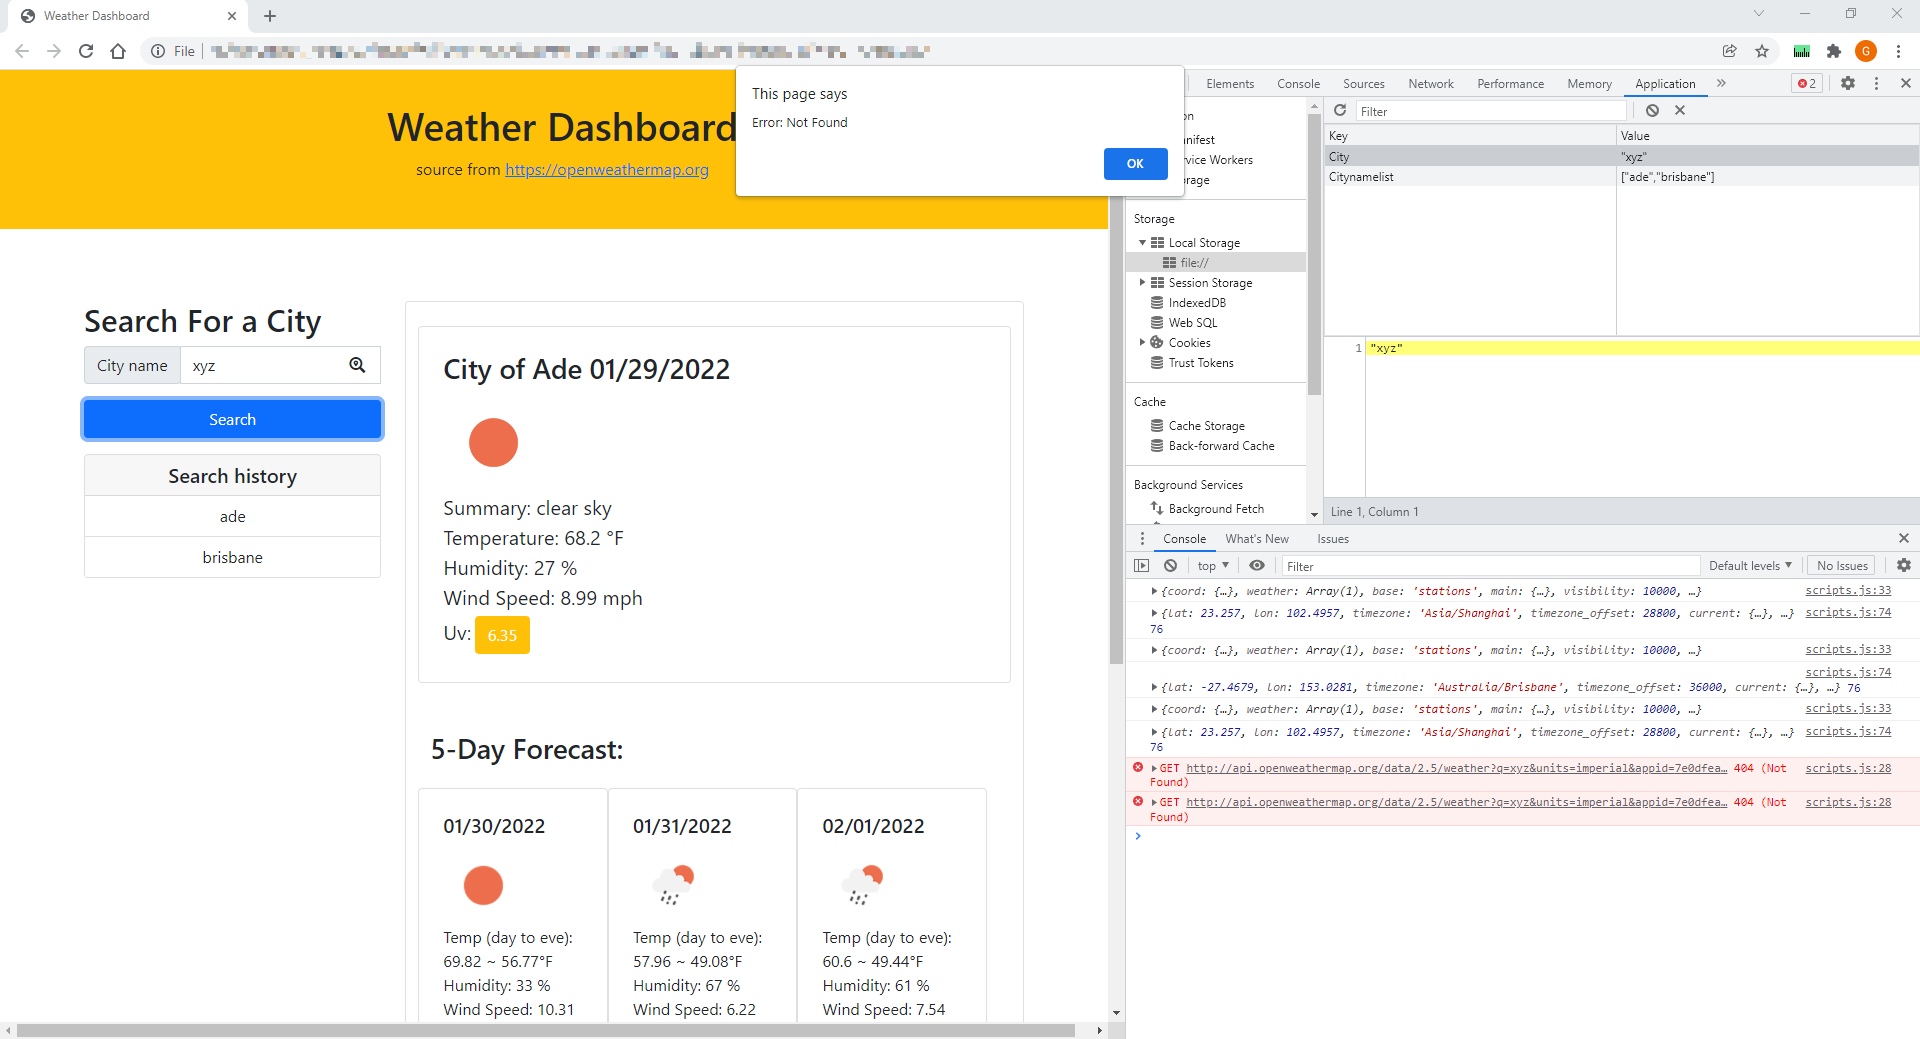 Weather Dashboard
File
Weather Dashboard
source from https://openweathermap.org
This page says
Error: Not Found
OK
Search For a City
City name
xyz
Search
Search history
ade
brisbane
City of Ade 01/29/2022
Summary: clear sky
Temperature: 68.2 °F
Humidity: 27 %
Wind Speed: 8.99 mph
Uv: 6.35
5-Day Forecast:
01/30/2022
Temp (day to eve):
69.82 ~ 56.77°F
Humidity: 33 %
Wind Speed: 10.31
01/31/2022
Temp (day to eve):
57.96 ~ 49.08°F
Humidity: 67 %
Wind Speed: 6.22
02/01/2022
Temp (day to eve):
60.6 ~ 49.44°F
Humidity: 61 %
Wind Speed: 7.54
G
Elements Console Sources Network Performance Memory Application 2
on
anifest
rvice Workers
orage
Storage
Local Storage
file://
Session Storage
IndexedDB
Web SQL
Cookies
Trust Tokens
Cache
Cache Storage
Back-forward Cache
Background Services
Background Fetch
Filter
Key Value
City "xyz"
Citynamelist ["ade","brisbane"]
1 "xyz"
Line 1, Column 1
Console What's New Issues
top Filter Default levels No Issues
{coord: {…}, weather: Array(1), base: 'stations', main: {…}, visibility: 10000, …} scripts.js:33
{lat: 23.257, lon: 102.4957, timezone: 'Asia/Shanghai', timezone_offset: 28800, current: {…}, …} scripts.js:74
76
{coord: {…}, weather: Array(1), base: 'stations', main: {…}, visibility: 10000, …} scripts.js:33
scripts.js:74
{lat: -27.4679, lon: 153.0281, timezone: 'Australia/Brisbane', timezone_offset: 36000, current: {…}, …} 76
{coord: {…}, weather: Array(1), base: 'stations', main: {…}, visibility: 10000, …} scripts.js:33
{lat: 23.257, lon: 102.4957, timezone: 'Asia/Shanghai', timezone_offset: 28800, current: {…}, …} scripts.js:74
76
GET http://api.openweathermap.org/data/2.5/weather?q=xyz&units=imperial&appid=7e0dfea… 404 (Not scripts.js:28
Found)
GET http://api.openweathermap.org/data/2.5/weather?q=xyz&units=imperial&appid=7e0dfea… 404 (Not scripts.js:28
Found)